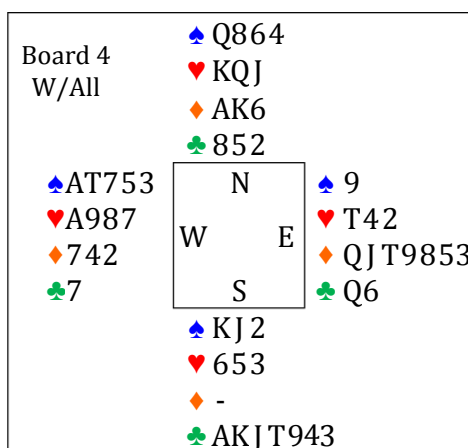 Board 4
W/All
♠ Q864
♥ KQJ
♦ AK6
♣ 852
♠ AT753
♥ A987
♦ 742
♣ 7
N
W E
S
♠ 9
♥ T42
♦ QJT9853
♣ Q6
♠ KJ2
♥ 653
♦ -
♣ AKJT943